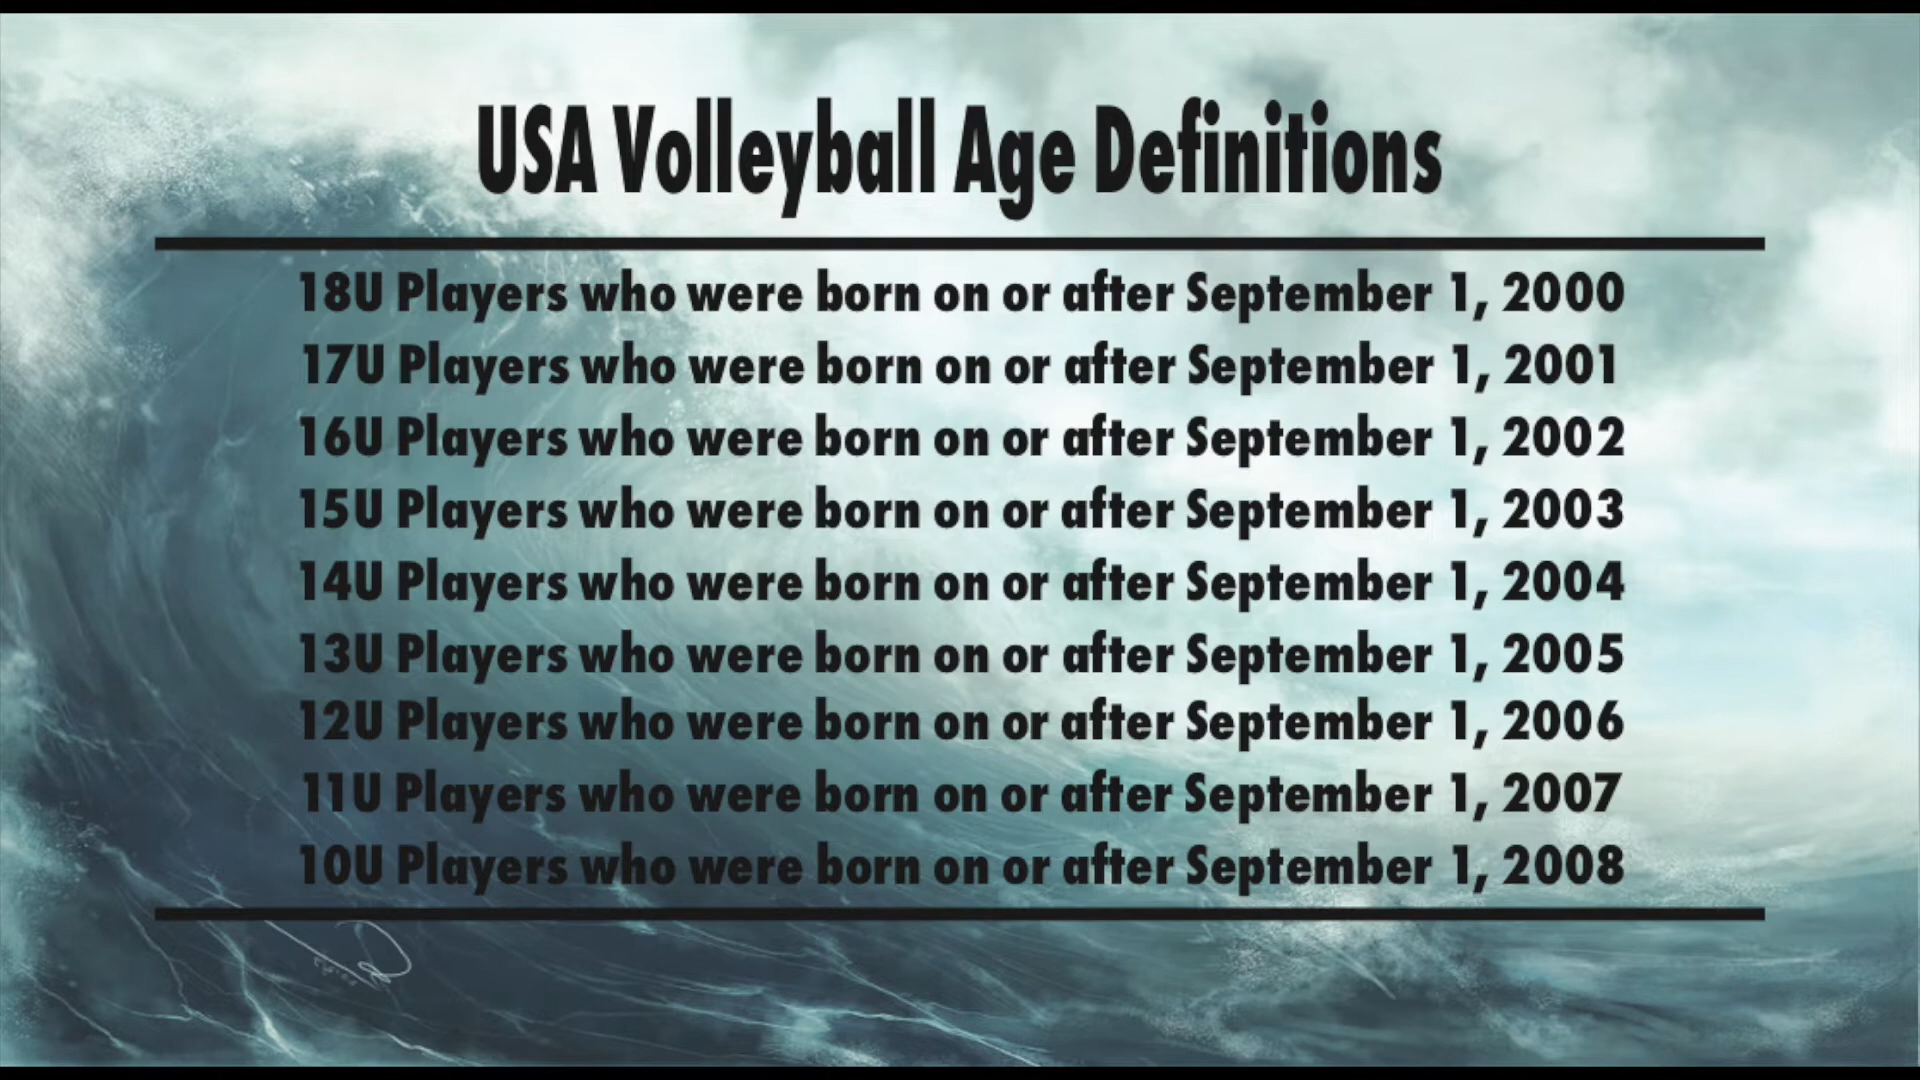 USA Volleyball Age Definitions
18U Players who were born on or after September 1, 2000
17U Players who were born on or after September 1, 2001
16U Players who were born on or after September 1, 2002
15U Players who were born on or after September 1, 2003
14U Players who were born on or after September 1, 2004
13U Players who were born on or after September 1, 2005
12U Players who were born on or after September 1, 2006
11U Players who were born on or after September 1, 2007
10U Players who were born on or after September 1, 2008